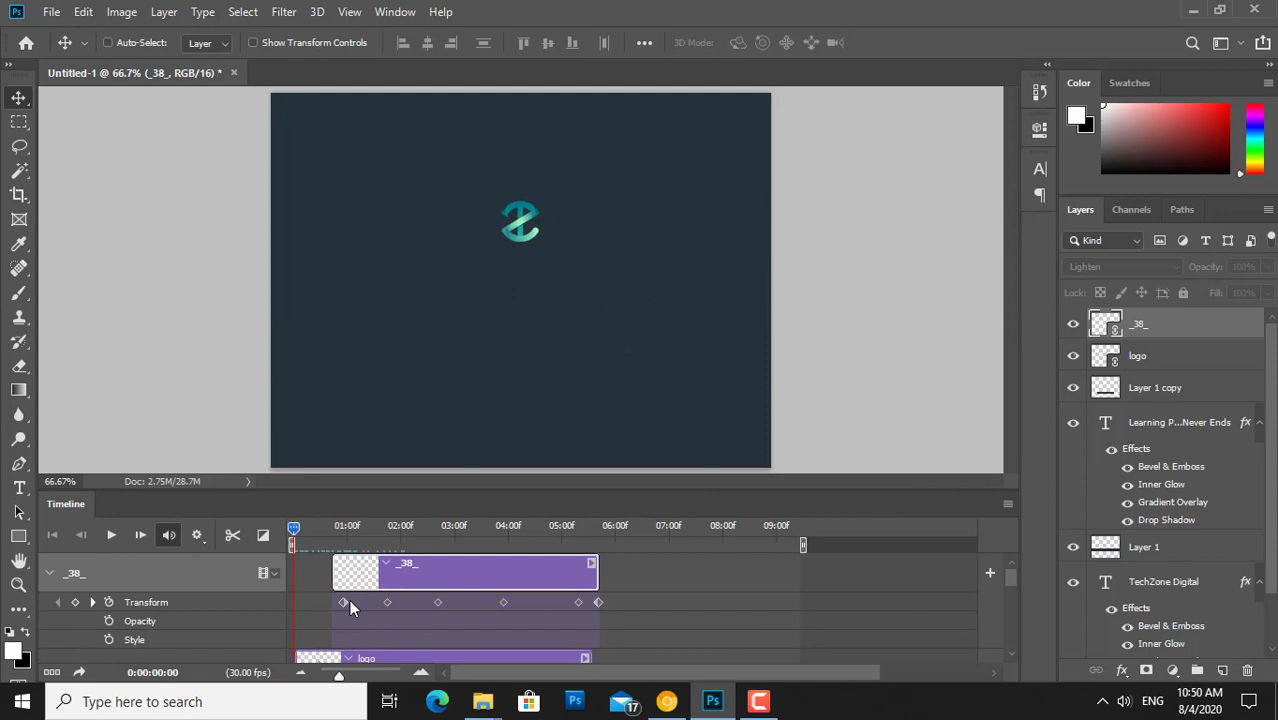 Ps File Edit Image Layer Type Select Filter 3D View Window Help
Auto-Select: Layer Show Transform Controls 3D Mode:
Untitled-1 @ 66.7% (_38_, RGB/16) * ×
Color Swatches
Layers Channels Paths
Kind
Lighten Opacity: 100%
Lock: Fill: 100%
_38_
logo
Layer 1 copy
T Learning P...Never Ends fx
Effects
Bevel & Emboss
Inner Glow
Gradient Overlay
Drop Shadow
Layer 1
T TechZone Digital fx
Effects
Bevel & Emboss
Inner Glow
66.67% Doc: 2.75M/28.7M
Timeline
01:00f 02:00f 03:00f 04:00f 05:00f 06:00f 07:00f 08:00f 09:00f
_38_ _38_
Transform
Opacity
Style
logo
0:00:00:00 (30.00 fps)
Type here to search Ps 17 Ps ENG 10:50 AM
8/4/2020